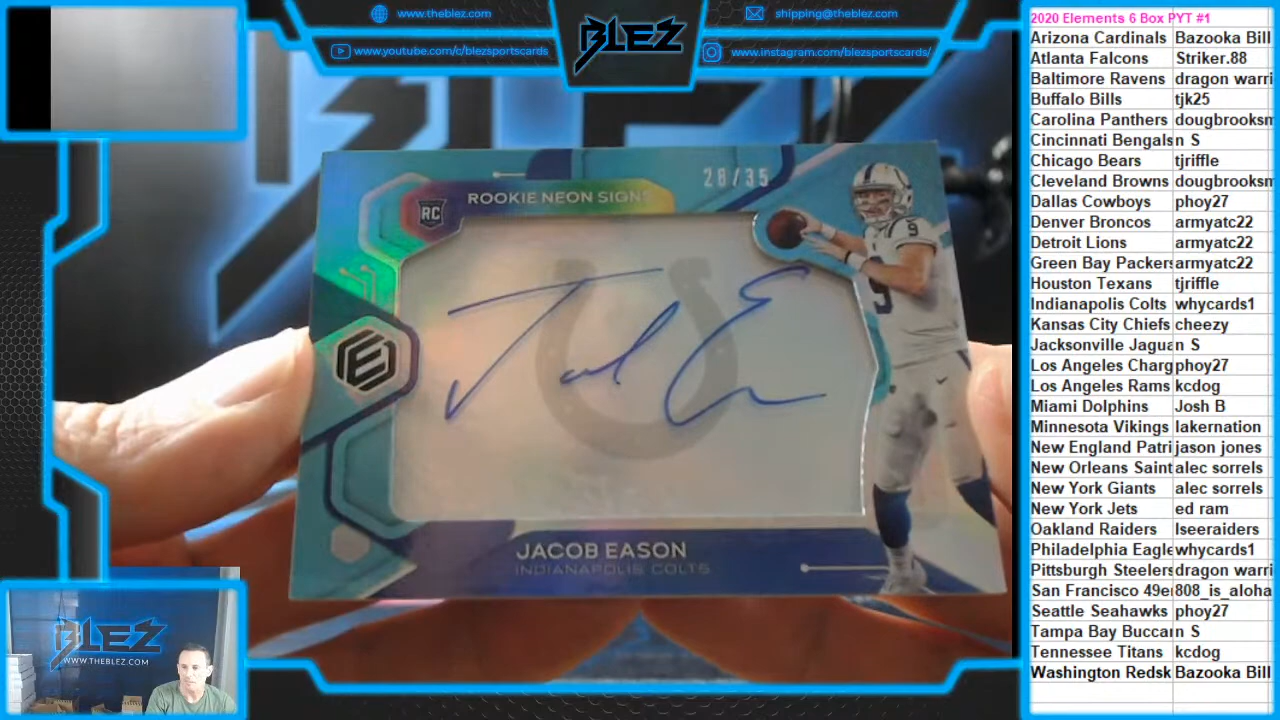 www.theblez.com
www.youtube.com/c/blezsportscards
BLEZ
shipping@theblez.com
www.instagram.com/blezsportscards/
28/35
ROOKIE NEON SIGNS
RC
9
E
JACOB EASON
INDIANAPOLIS COLTS
BLEZ
WWW.THEBLEZ.COM
2020 Elements 6 Box PYT #1
Arizona Cardinals Bazooka Bill
Atlanta Falcons Striker.88
Baltimore Ravens dragon warri
Buffalo Bills tjk25
Carolina Panthers dougbrooksm
Cincinnati Bengals n S
Chicago Bears tjriffle
Cleveland Browns dougbrooksm
Dallas Cowboys phoy27
Denver Broncos armyatc22
Detroit Lions armyatc22
Green Bay Packers armyatc22
Houston Texans tjriffle
Indianapolis Colts whycards1
Kansas City Chiefs cheezy
Jacksonville Jaguar n S
Los Angeles Charg phoy27
Los Angeles Rams kcdog
Miami Dolphins Josh B
Minnesota Vikings lakernation
New England Patri jason jones
New Orleans Saint alec sorrels
New York Giants alec sorrels
New York Jets ed ram
Oakland Raiders lseeraiders
Philadelphia Eagle whycards1
Pittsburgh Steelers dragon warri
San Francisco 49er 808_is_aloha
Seattle Seahawks phoy27
Tampa Bay Buccan n S
Tennessee Titans kcdog
Washington Redsk Bazooka Bill